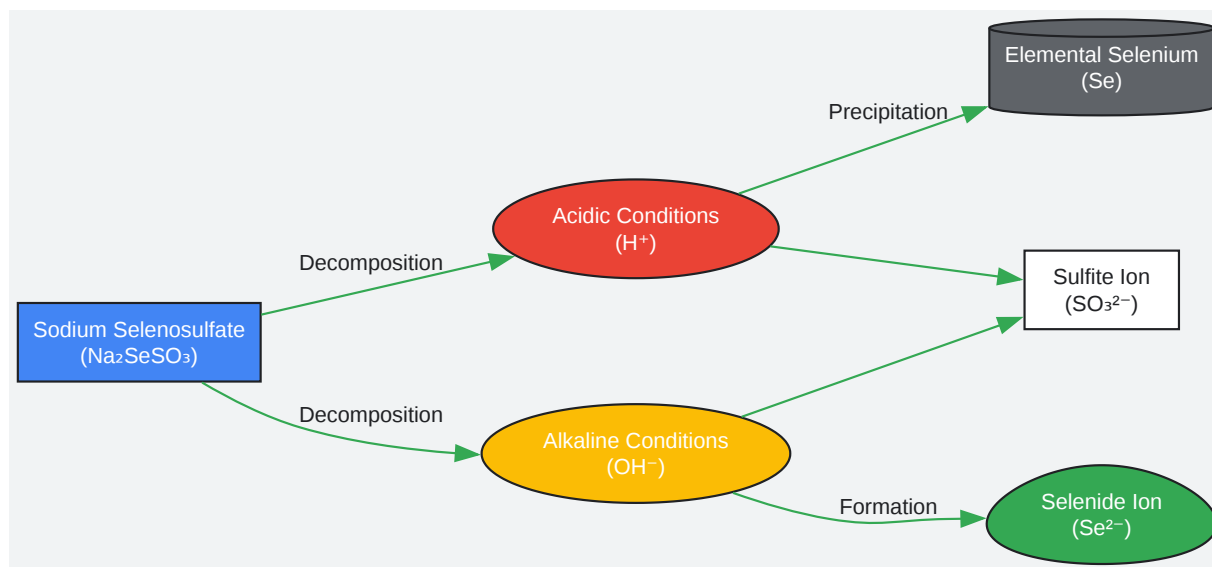 Elemental Selenium
(Se)
Precipitation
Acidic Conditions
(H⁺)
Decomposition
Sulfite Ion
(SO₃²⁻)
Sodium Selenosulfate
(Na₂SeSO₃)
Decomposition
Alkaline Conditions
(OH⁻)
Formation
Selenide Ion
(Se²⁻)